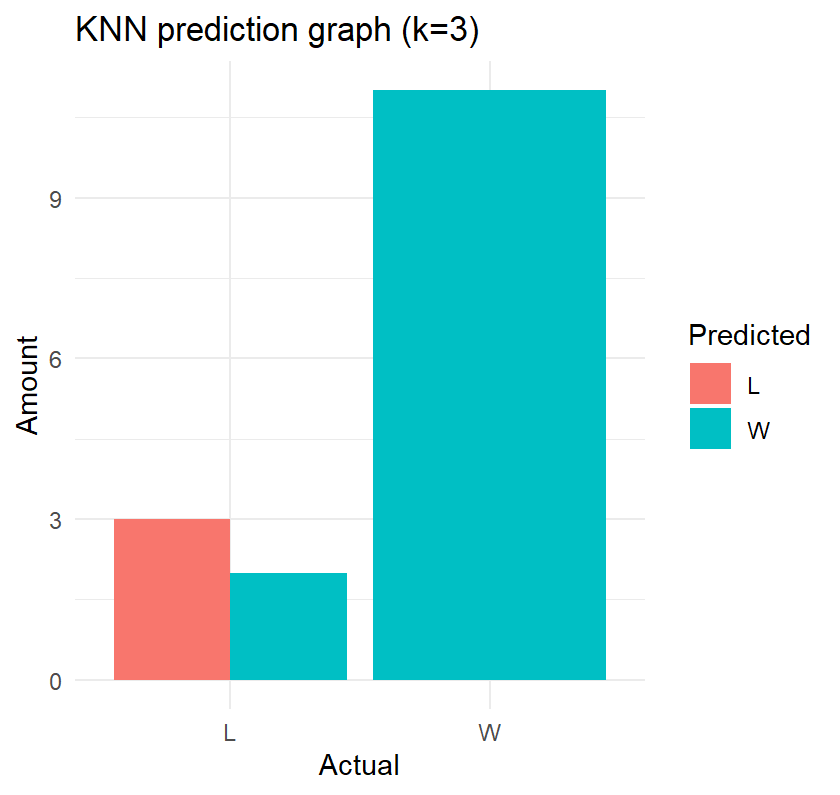 KNN prediction graph (k=3)
Amount
9
6
3
0
L
W
Actual
Predicted
L
W